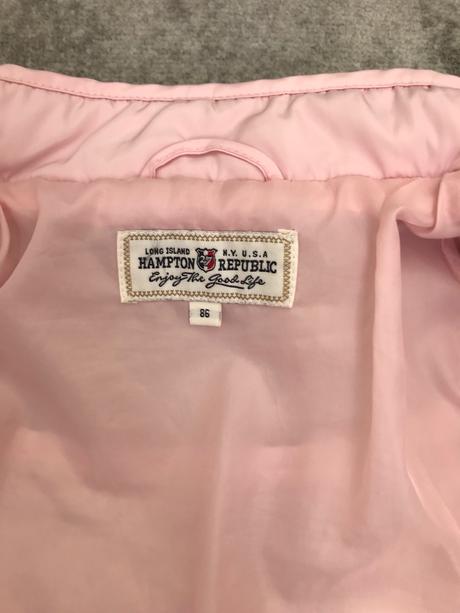 LONG ISLAND N.Y. U.S.A
HAMPTON REPUBLIC
Enjoy The Good Life
86